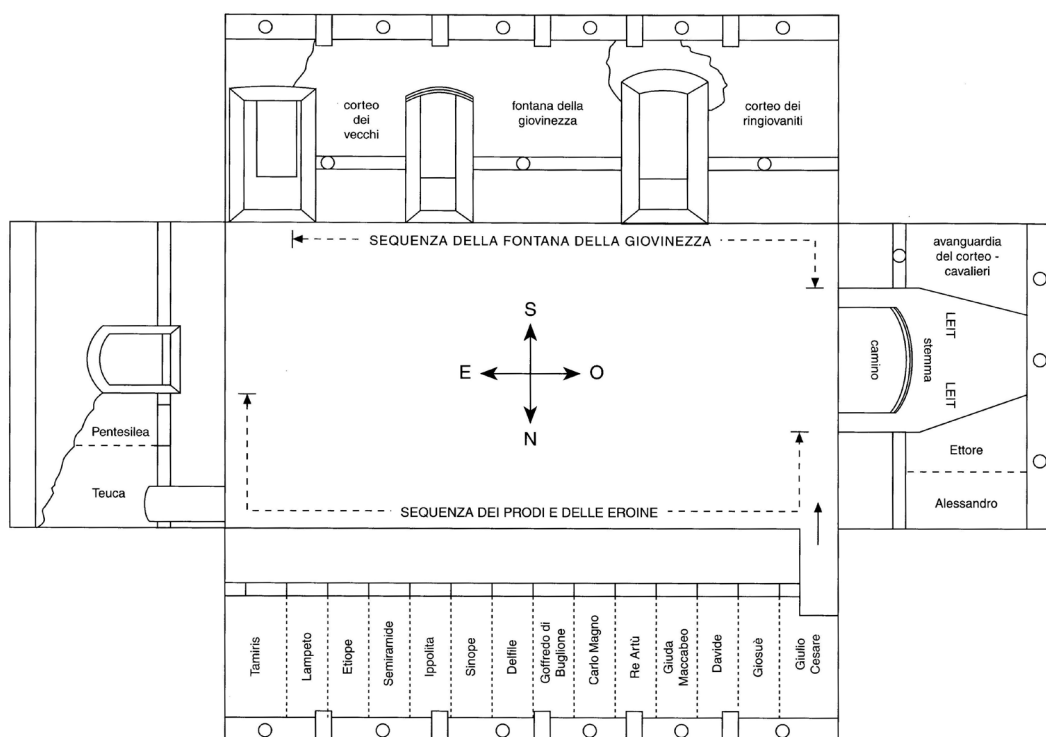 corteo
dei
vecchi
fontana della
giovinezza
corteo dei
ringiovaniti
SEQUENZA DELLA FONTANA DELLA GIOVINEZZA
avanguardia
del corteo -
cavalieri
S
E
O
N
LEIT
LEIT
stemma
camino
Pentesilea
Teuca
Ettore
Alessandro
SEQUENZA DEI PRODI E DELLE EROINE
Tamiris
Lampeto
Etiope
Semiramide
Ippolita
Sinope
Delfile
Goffredo di
Buglione
Carlo Magno
Re Artù
Giuda
Maccabeo
Davide
Giosuè
Giulio
Cesare